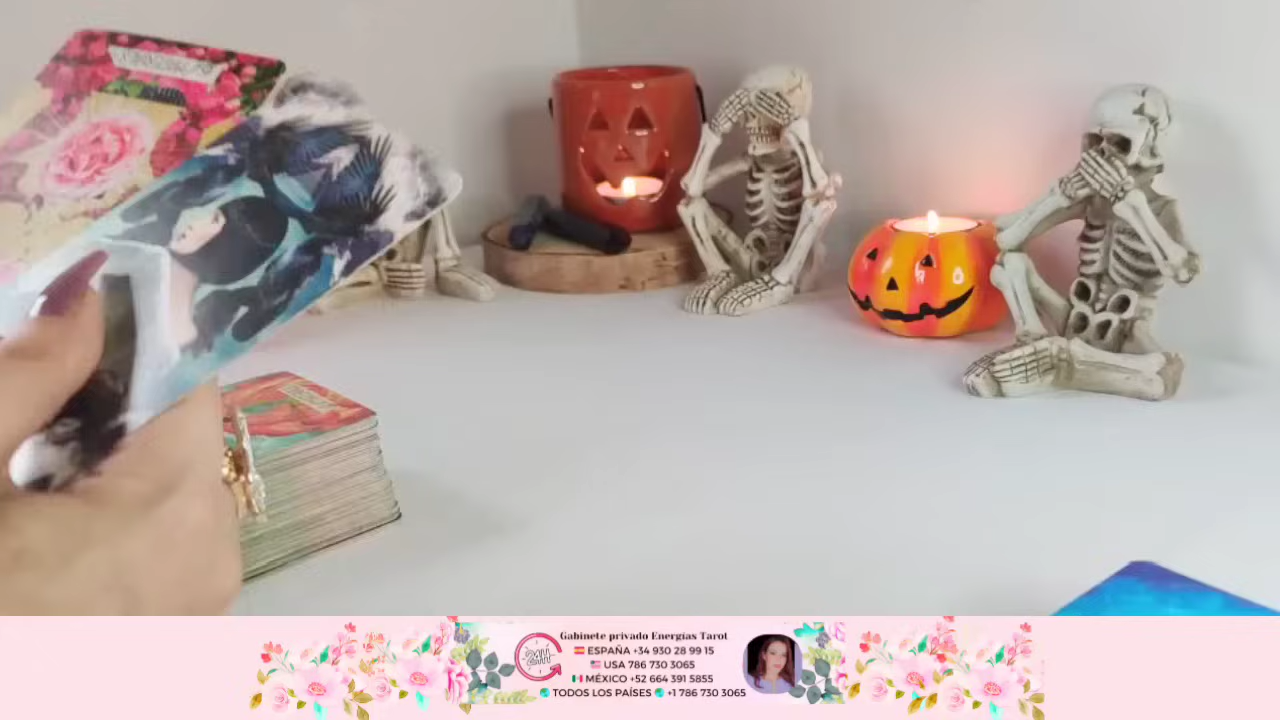 Gabinete privado Energías Tarot
ESPAÑA +34 930 28 99 15
USA 786 730 3065
MÉXICO +52 664 391 5855
TODOS LOS PAÍSES +1 786 730 3065